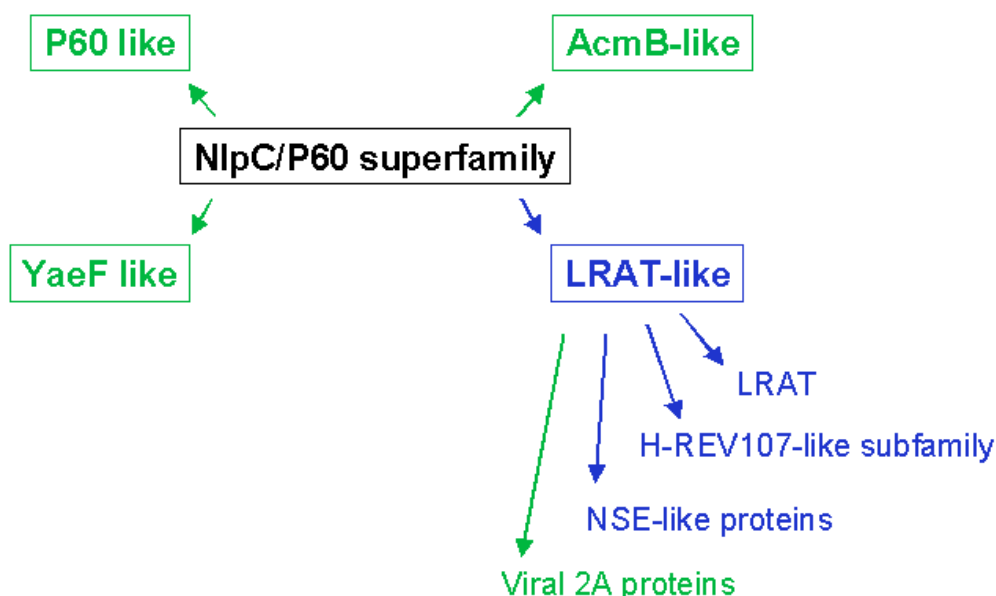 P60 like
AcmB-like
NlpC/P60 superfamily
YaeF like
LRAT-like
LRAT
H-REV107-like subfamily
NSE-like proteins
Viral 2A proteins